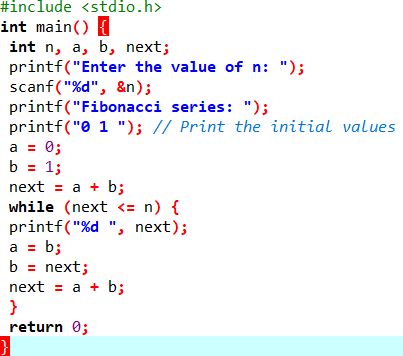 #include <stdio.h>
int main() {
int n, a, b, next;
printf("Enter the value of n: ");
scanf("%d", &n);
printf("Fibonacci series: ");
printf("0 1 "); // Print the initial values
a = 0;
b = 1;
next = a + b;
while (next <= n) {
printf("%d ", next);
a = b;
b = next;
next = a + b;
}
return 0;
}